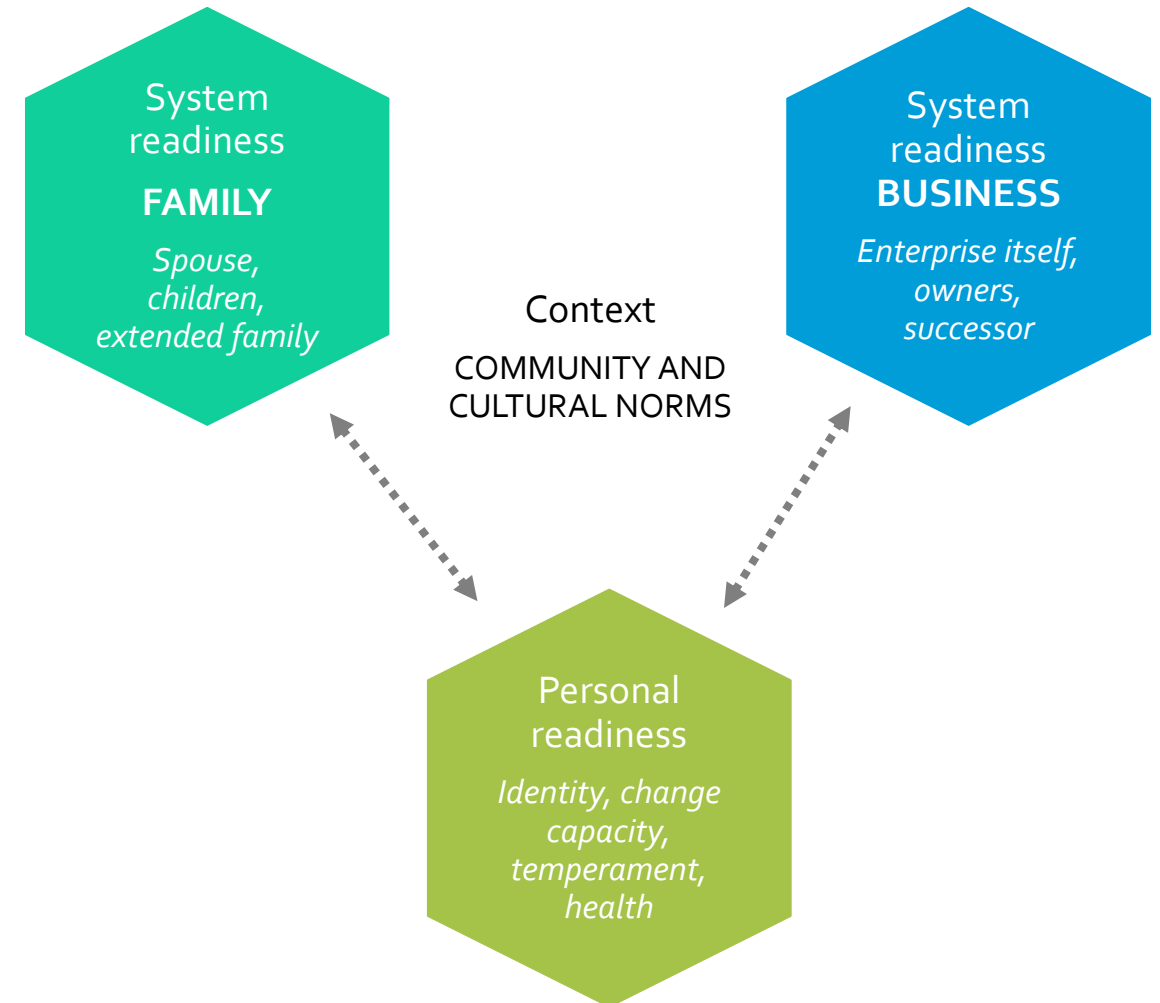 System
readiness
FAMILY
Spouse,
children,
extended family
System
readiness
BUSINESS
Enterprise itself,
owners,
successor
Context
COMMUNITY AND
CULTURAL NORMS
Personal
readiness
Identity, change
capacity,
temperament,
health